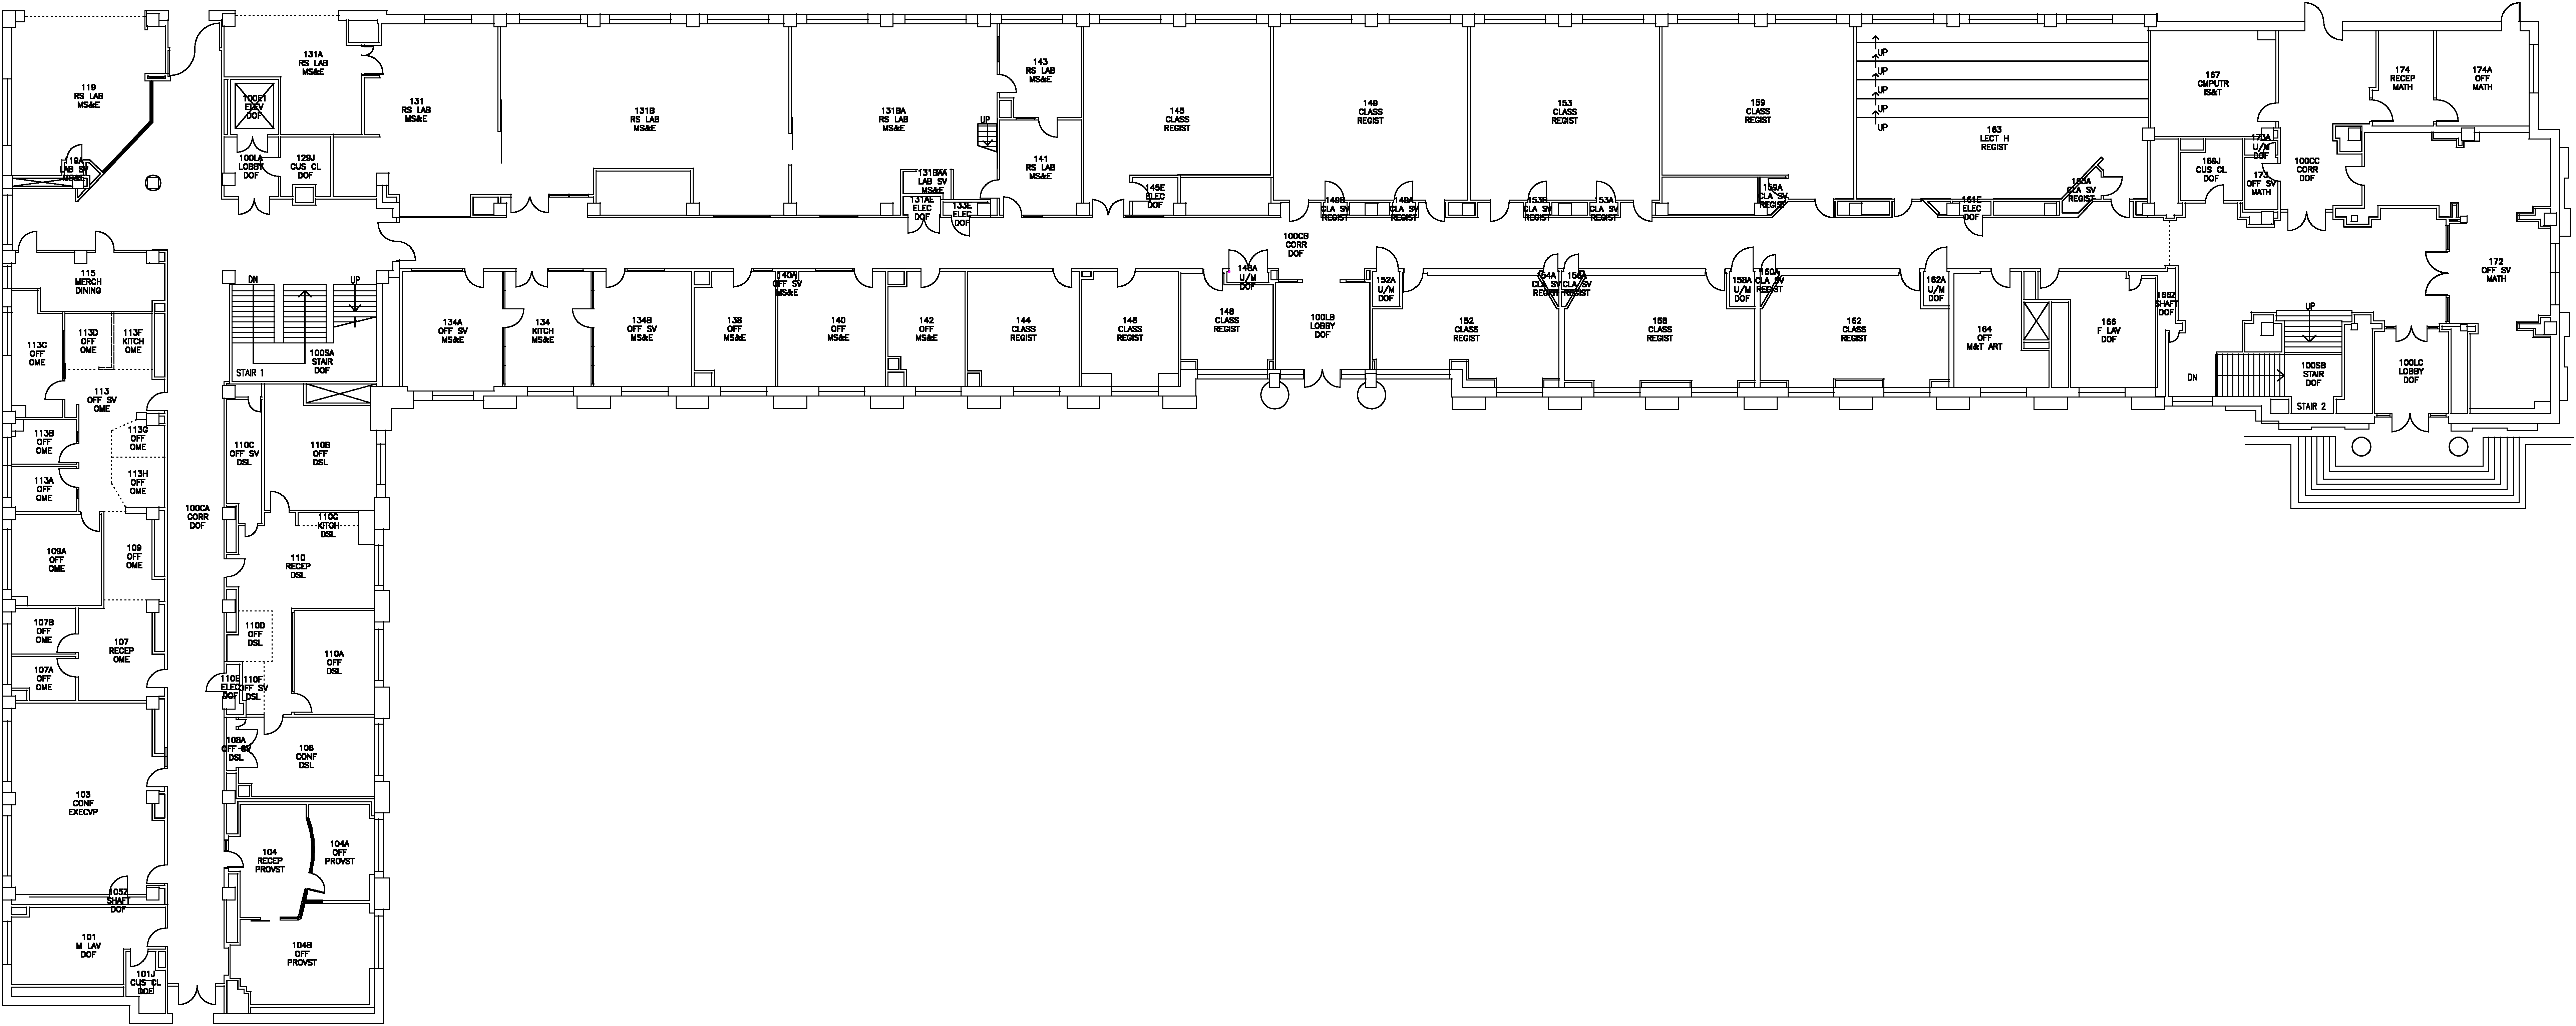 119
RS LAB
MS&E
119A
LAB SV
MS&E
131A
RS LAB
MS&E
100E1
ELEV
DOF
100LA
LOBBY
DOF
129J
CUS CL
DOF
131
RS LAB
MS&E
131B
RS LAB
MS&E
131BA
RS LAB
MS&E
UP
131BAA
LAB SV
MS&E
131AE
ELEC
DOF
133E
ELEC
DOF
143
RS LAB
MS&E
141
RS LAB
MS&E
145
CLASS
REGIST
145E
ELEC
DOF
149
CLASS
REGIST
149B
CLA SV
REGIST
149A
CLA SV
REGIST
153
CLASS
REGIST
153B
CLA SV
REGIST
153A
CLA SV
REGIST
159
CLASS
REGIST
159A
CLA SV
REGIST
UP
UP
UP
UP
UP
163
LECT H
REGIST
161E
ELEC
DOF
CLA SV
REGIST
167
CMPUTR
IS&T
169J
CUS CL
DOF
173A
U/M
DOF
173
OFF SV
MATH
100CC
CORR
DOF
174
RECEP
MATH
174A
OFF
MATH
172
OFF SV
MATH
100CB
CORR
DOF
115
MERCH
DINING
113C
OFF
OME
113D
OFF
OME
113F
KITCH
OME
113
OFF SV
OME
113B
OFF
OME
113G
OFF
OME
113A
OFF
OME
113H
OFF
OME
109A
OFF
OME
109
OFF
OME
107B
OFF
OME
107
RECEP
OME
107A
OFF
OME
103
CONF
EXECVP
105Z
SHAFT
DOF
101
M LAV
DOF
101J
CUS CL
DOF
100CA
CORR
DOF
DN
UP
100SA
STAIR
DOF
STAIR 1
110C
OFF SV
DSL
110B
OFF
DSL
110G
KITCH
DSL
110
RECEP
DSL
110D
OFF
DSL
110A
OFF
DSL
110E
ELEC
DOF
110F
OFF SV
DSL
108A
OFF SV
DSL
108
CONF
DSL
104
RECEP
PROVST
104A
OFF
PROVST
104B
OFF
PROVST
134A
OFF SV
MS&E
134
KITCH
MS&E
134B
OFF SV
MS&E
138
OFF
MS&E
140A
OFF SV
MS&E
140
OFF
MS&E
142
OFF
MS&E
144
CLASS
REGIST
146
CLASS
REGIST
148A
U/M
DOF
148
CLASS
REGIST
100LB
LOBBY
DOF
152A
U/M
DOF
152
CLASS
REGIST
154A
CLA SV
REGIST
156A
CLA SV
REGIST
158
CLASS
REGIST
158A
U/M
DOF
160A
CLA SV
REGIST
162
CLASS
REGIST
162A
U/M
DOF
164
OFF
M&T ART
166
F LAV
DOF
166Z
SHAFT
DOF
UP
DN
100SB
STAIR
DOF
STAIR 2
100LC
LOBBY
DOF